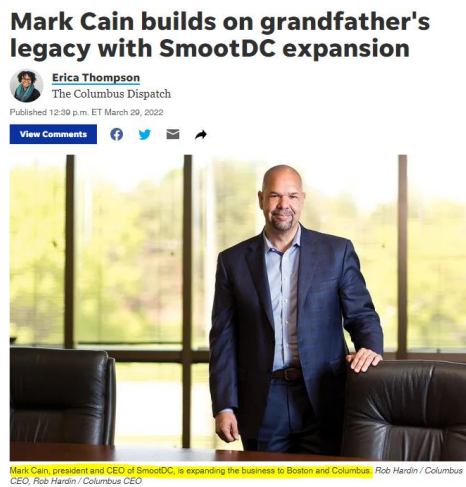 Mark Cain builds on grandfather's
legacy with SmootDC expansion
Erica Thompson
The Columbus Dispatch
Published 12:39 p.m. ET March 29, 2022
View Comments
Mark Cain, president and CEO of SmootDC, is expanding the business to Boston and Columbus. Rob Hardin / Columbus
CEO, Rob Hardin / Columbus CEO